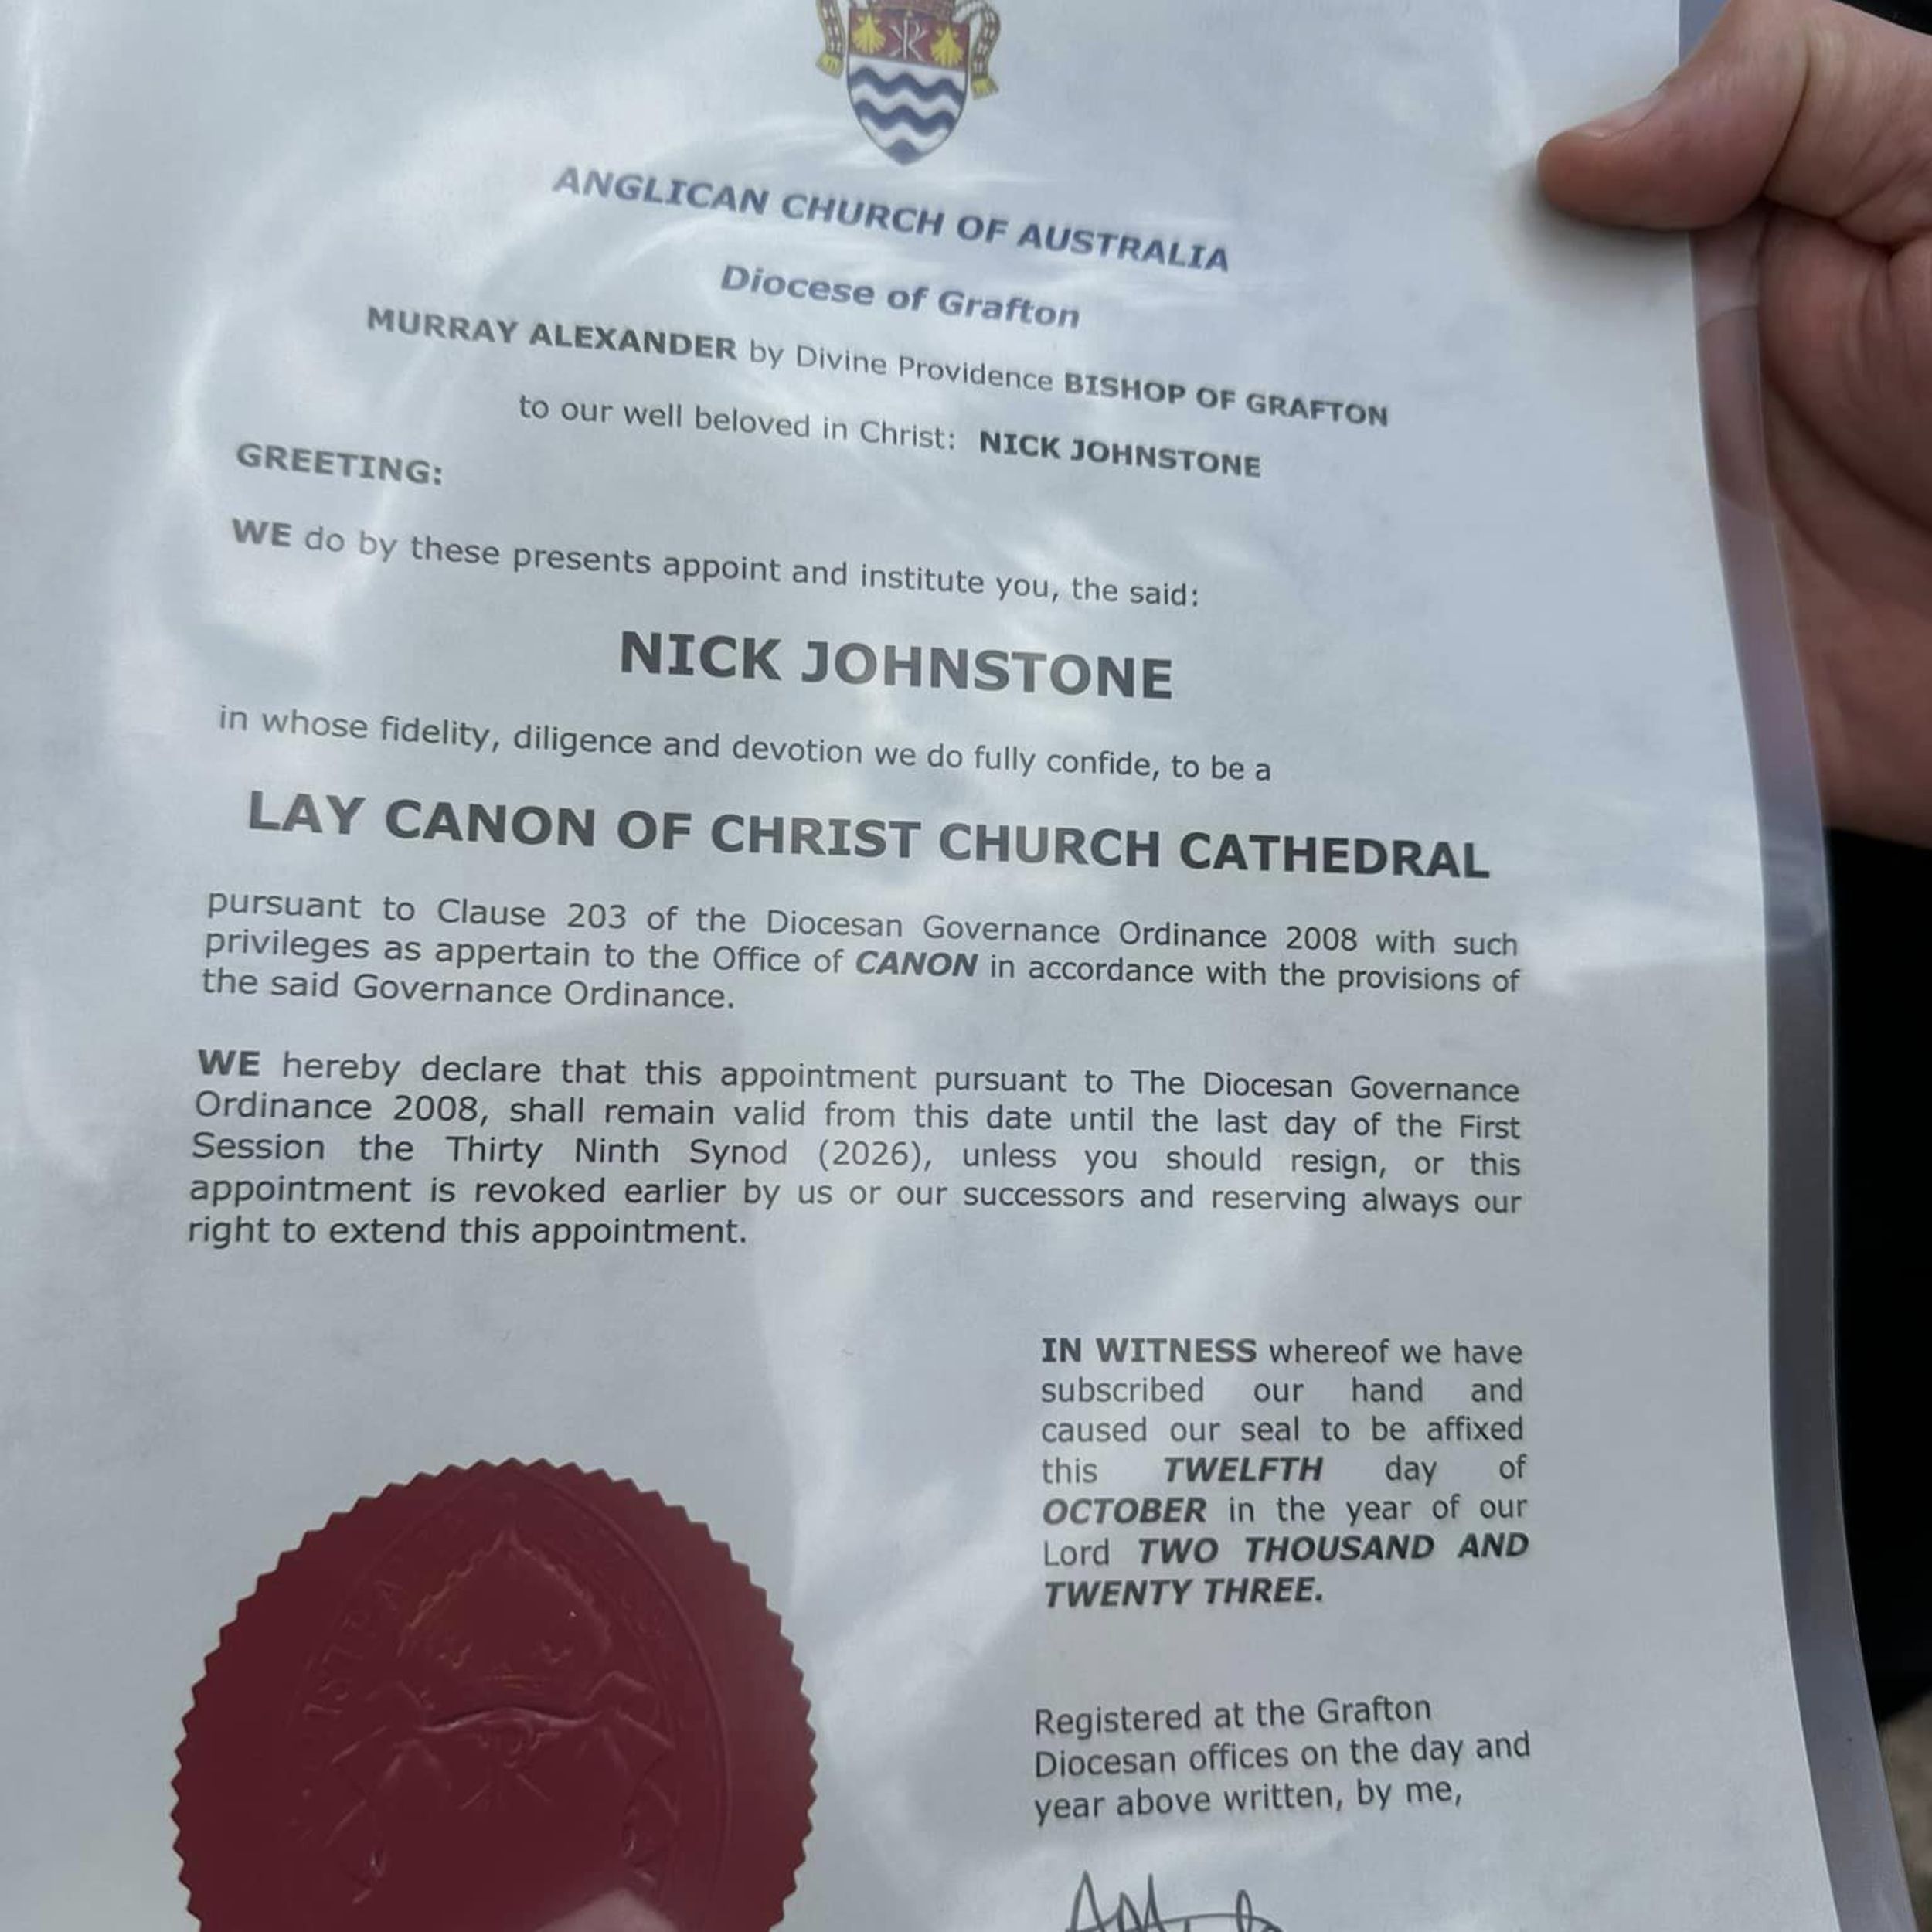 ANGLICAN CHURCH OF AUSTRALIA
Diocese of Grafton
MURRAY ALEXANDER by Divine Providence BISHOP OF GRAFTON
to our well beloved in Christ: NICK JOHNSTONE
GREETING:
WE do by these presents appoint and institute you, the said:
NICK JOHNSTONE
in whose fidelity, diligence and devotion we do fully confide, to be a
LAY CANON OF CHRIST CHURCH CATHEDRAL
pursuant to Clause 203 of the Diocesan Governance Ordinance 2008 with such
privileges as appertain to the Office of CANON in accordance with the provisions of
the said Governance Ordinance.
WE hereby declare that this appointment pursuant to The Diocesan Governance
Ordinance 2008, shall remain valid from this date until the last day of the First
Session the Thirty Ninth Synod (2026), unless you should resign, or this
appointment is revoked earlier by us or our successors and reserving always our
right to extend this appointment.
IN WITNESS whereof we have
subscribed our hand and
caused our seal to be affixed
this TWELFTH day of
OCTOBER in the year of our
Lord TWO THOUSAND AND
TWENTY THREE.
Registered at the Grafton
Diocesan offices on the day and
year above written, by me,